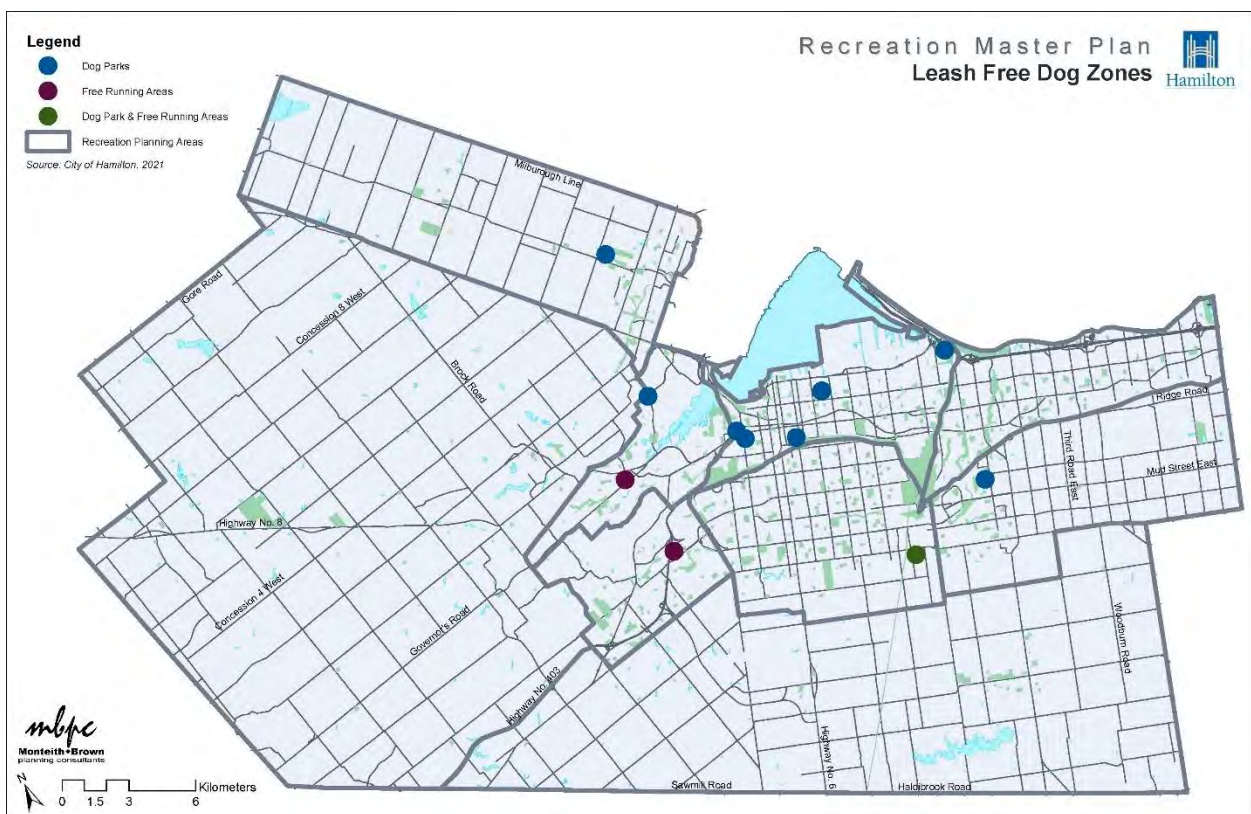 Legend
Dog Parks
Free Running Areas
Dog Park & Free Running Areas
Recreation Planning Areas
Source: City of Hamilton, 2021
Recreation Master Plan
Leash Free Dog Zones
Hamilton
Milburough Line
Gore Road
Concession 8 West
Brock Road
Ridge Road
Third Road East
Mud Street East
Highway No. 8
Concession 4 West
Governor's Road
Woodburn Road
Highway No. 403
Highway No. 6
Sawmill Road
Haldibrook Road
mbpc
Monteith+Brown
planning consultants
N
Kilometers
0 1.5 3 6